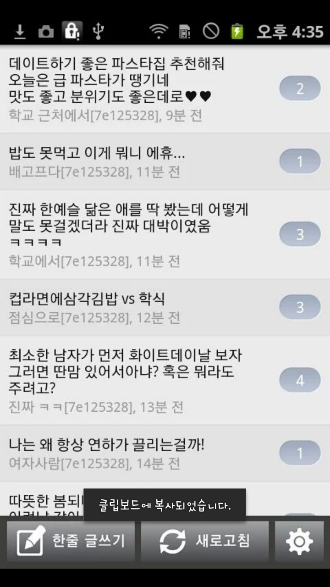 오후 4:35
데이트하기 좋은 파스타집 추천해줘
오늘은 급 파스타가 땡기네
맛도 좋고 분위기도 좋은데로♥♥
학교 근처에서[7e125328], 9분 전
2
밥도 못먹고 이게 뭐니 에휴...
배고프다[7e125328], 11분 전
1
진짜 한예슬 닮은 애를 딱 봤는데 어떻게
말도 못걸겠더라 진짜 대박이였움
ㅋㅋㅋㅋ
학교에서[7e125328], 11분 전
3
컵라면에삼각김밥 vs 학식
점심으로[7e125328], 12분 전
3
최소한 남자가 먼저 화이트데이날 보자
그러면 딴맘 있어서아냐? 혹은 뭐라도
주려고?
진짜 ㅋㅋ[7e125328], 13분 전
4
나는 왜 항상 연하가 끌리는걸까!
여자사람[7e125328], 14분 전
1
따뜻한
클립보드에 복사되었습니다.
한줄 글쓰기
새로고침